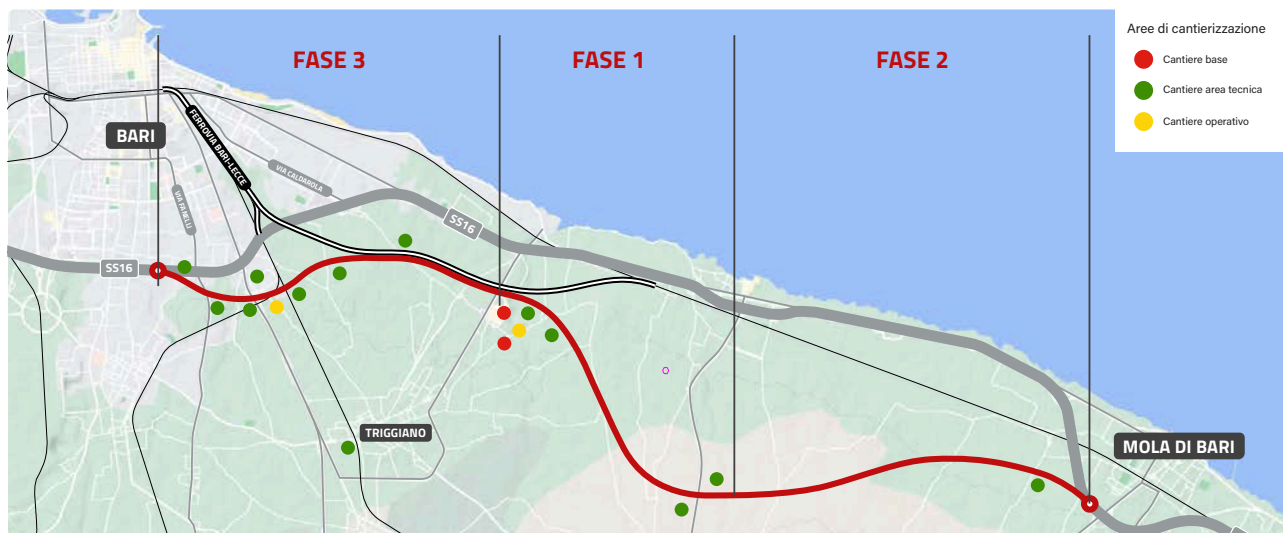 FASE 3
FASE 1
FASE 2
Aree di cantierizzazione
Cantiere base
Cantiere area tecnica
Cantiere operativo
BARI
FERROVIA BARI-LECCE
VIA CALDAROLA
VIA FANELLI
SS16
SS16
TRIGGIANO
MOLA DI BARI